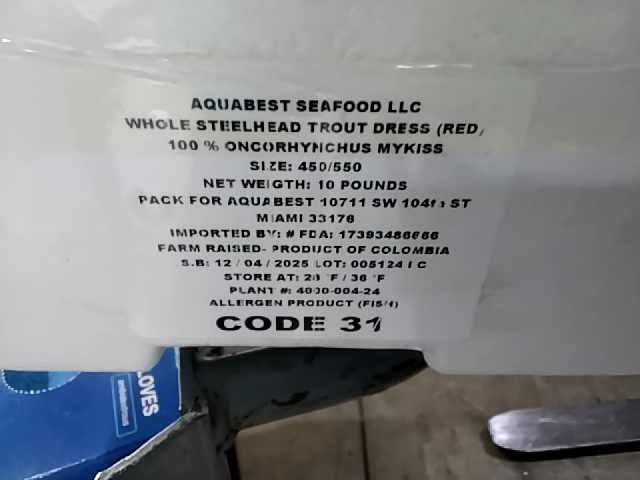 AQUABEST SEAFOOD LLC
WHOLE STEELHEAD TROUT DRESS (RED)
100 % ONCORHYNCHUS MYKISS
SIZE: 450/550
NET WEIGTH: 10 POUNDS
PACK FOR AQUABEST 10711 SW 104th ST
MIAMI 33176
IMPORTED BY: # FDA: 17393486666
FARM RAISED- PRODUCT OF COLOMBIA
S.B: 12 / 04 / 2025 LOT: 005124 I C
STORE AT: °F / 36 °F
PLANT #: 4000-004-24
ALLERGEN PRODUCT (FISH)
CODE 31
LOVES